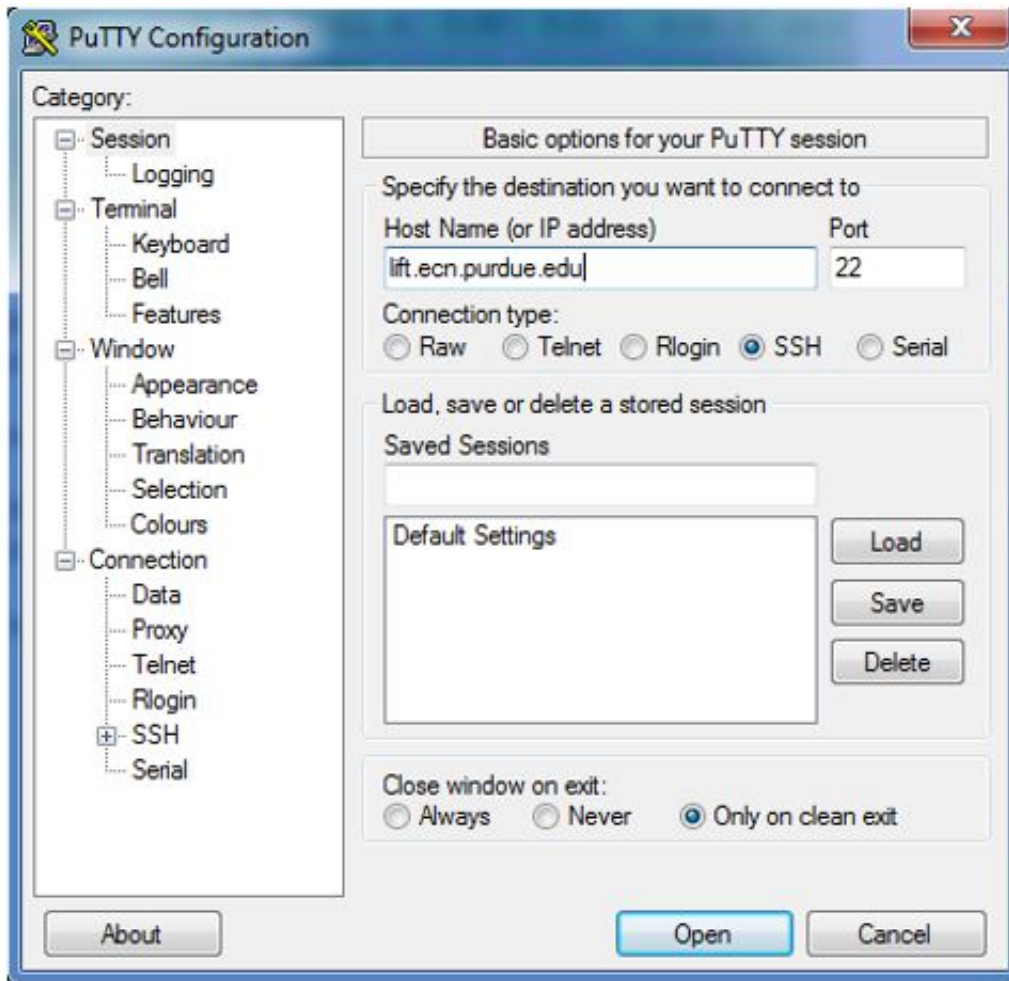 PuTTY Configuration
Category:
Session
Logging
Terminal
Keyboard
Bell
Features
Window
Appearance
Behaviour
Translation
Selection
Colours
Connection
Data
Proxy
Telnet
Rlogin
SSH
Serial
Basic options for your PuTTY session
Specify the destination you want to connect to
Host Name (or IP address) Port
lift.ecn.purdue.edu 22
Connection type:
Raw Telnet Rlogin SSH Serial
Load, save or delete a stored session
Saved Sessions
Default Settings
Load
Save
Delete
Close window on exit:
Always Never Only on clean exit
About Open Cancel